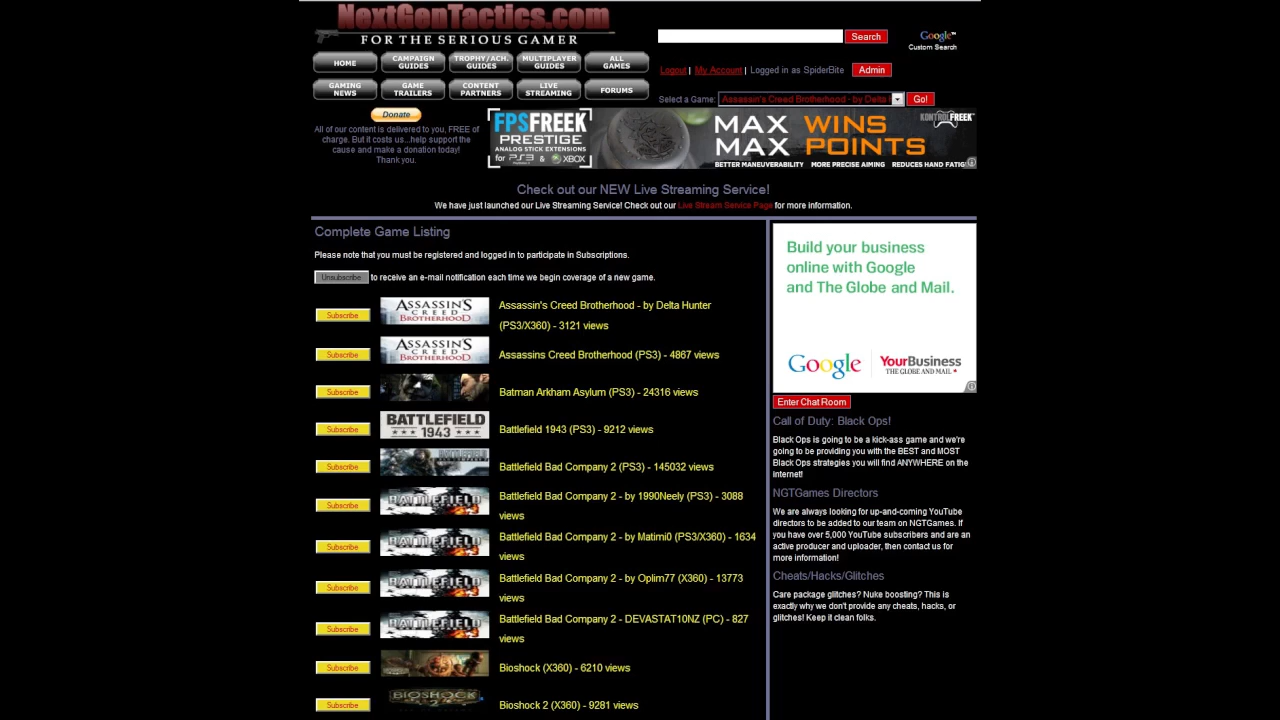 NextGenTactics.com
FOR THE SERIOUS GAMER
Search
Google™
Custom Search
HOME
CAMPAIGN GUIDES
TROPHY/ACH. GUIDES
MULTIPLAYER GUIDES
ALL GAMES
Logout | My Account | Logged in as SpiderBite
Admin
GAMING NEWS
GAME TRAILERS
CONTENT PARTNERS
LIVE STREAMING
FORUMS
Select a Game: Assassin's Creed Brotherhood - by Delta H
Go!
Donate
All of our content is delivered to you, FREE of
charge. But it costs us...help support the
cause and make a donation today!
Thank you.
FPSFREEK
PRESTIGE
ANALOG STICK EXTENSIONS
for PS3 & XBOX
MAX WINS
MAX POINTS
BETTER MANEUVERABILITY MORE PRECISE AIMING REDUCES HAND FATIG
KONTROLFREEK
Check out our NEW Live Streaming Service!
We have just launched our Live Streaming Service! Check out our Live Stream Service Page for more information.
Complete Game Listing
Please note that you must be registered and logged in to participate in Subscriptions.
Unsubscribe to receive an e-mail notification each time we begin coverage of a new game.
Subscribe
ASSASSIN'S
CREED
BROTHERHOOD
Assassin's Creed Brotherhood - by Delta Hunter
(PS3/X360) - 3121 views
Subscribe
ASSASSIN'S
CREED
BROTHERHOOD
Assassins Creed Brotherhood (PS3) - 4867 views
Subscribe
Batman Arkham Asylum (PS3) - 24316 views
Subscribe
BATTLEFIELD
1943
Battlefield 1943 (PS3) - 9212 views
Subscribe
BATTLEFIELD
Battlefield Bad Company 2 (PS3) - 145032 views
Subscribe
BATTLEFIELD
Battlefield Bad Company 2 - by 1990Neely (PS3) - 3088
views
Subscribe
BATTLEFIELD
Battlefield Bad Company 2 - by Matimi0 (PS3/X360) - 1634
views
Subscribe
BATTLEFIELD
Battlefield Bad Company 2 - by Oplim77 (X360) - 13773
views
Subscribe
BATTLEFIELD
Battlefield Bad Company 2 - DEVASTAT10NZ (PC) - 827
views
Subscribe
Bioshock (X360) - 6210 views
Subscribe
BIOSHOCK
2
Bioshock 2 (X360) - 9281 views
Build your business
online with Google
and The Globe and Mail.
Google
YourBusiness
THE GLOBE AND MAIL
Enter Chat Room
Call of Duty: Black Ops!
Black Ops is going to be a kick-ass game and we're
going to be providing you with the BEST and MOST
Black Ops strategies you will find ANYWHERE on the
internet!
NGTGames Directors
We are always looking for up-and-coming YouTube
directors to be added to our team on NGTGames. If
you have over 5,000 YouTube subscribers and are an
active producer and uploader, then contact us for
more information!
Cheats/Hacks/Glitches
Care package glitches? Nuke boosting? This is
exactly why we don't provide any cheats, hacks, or
glitches! Keep it clean folks.